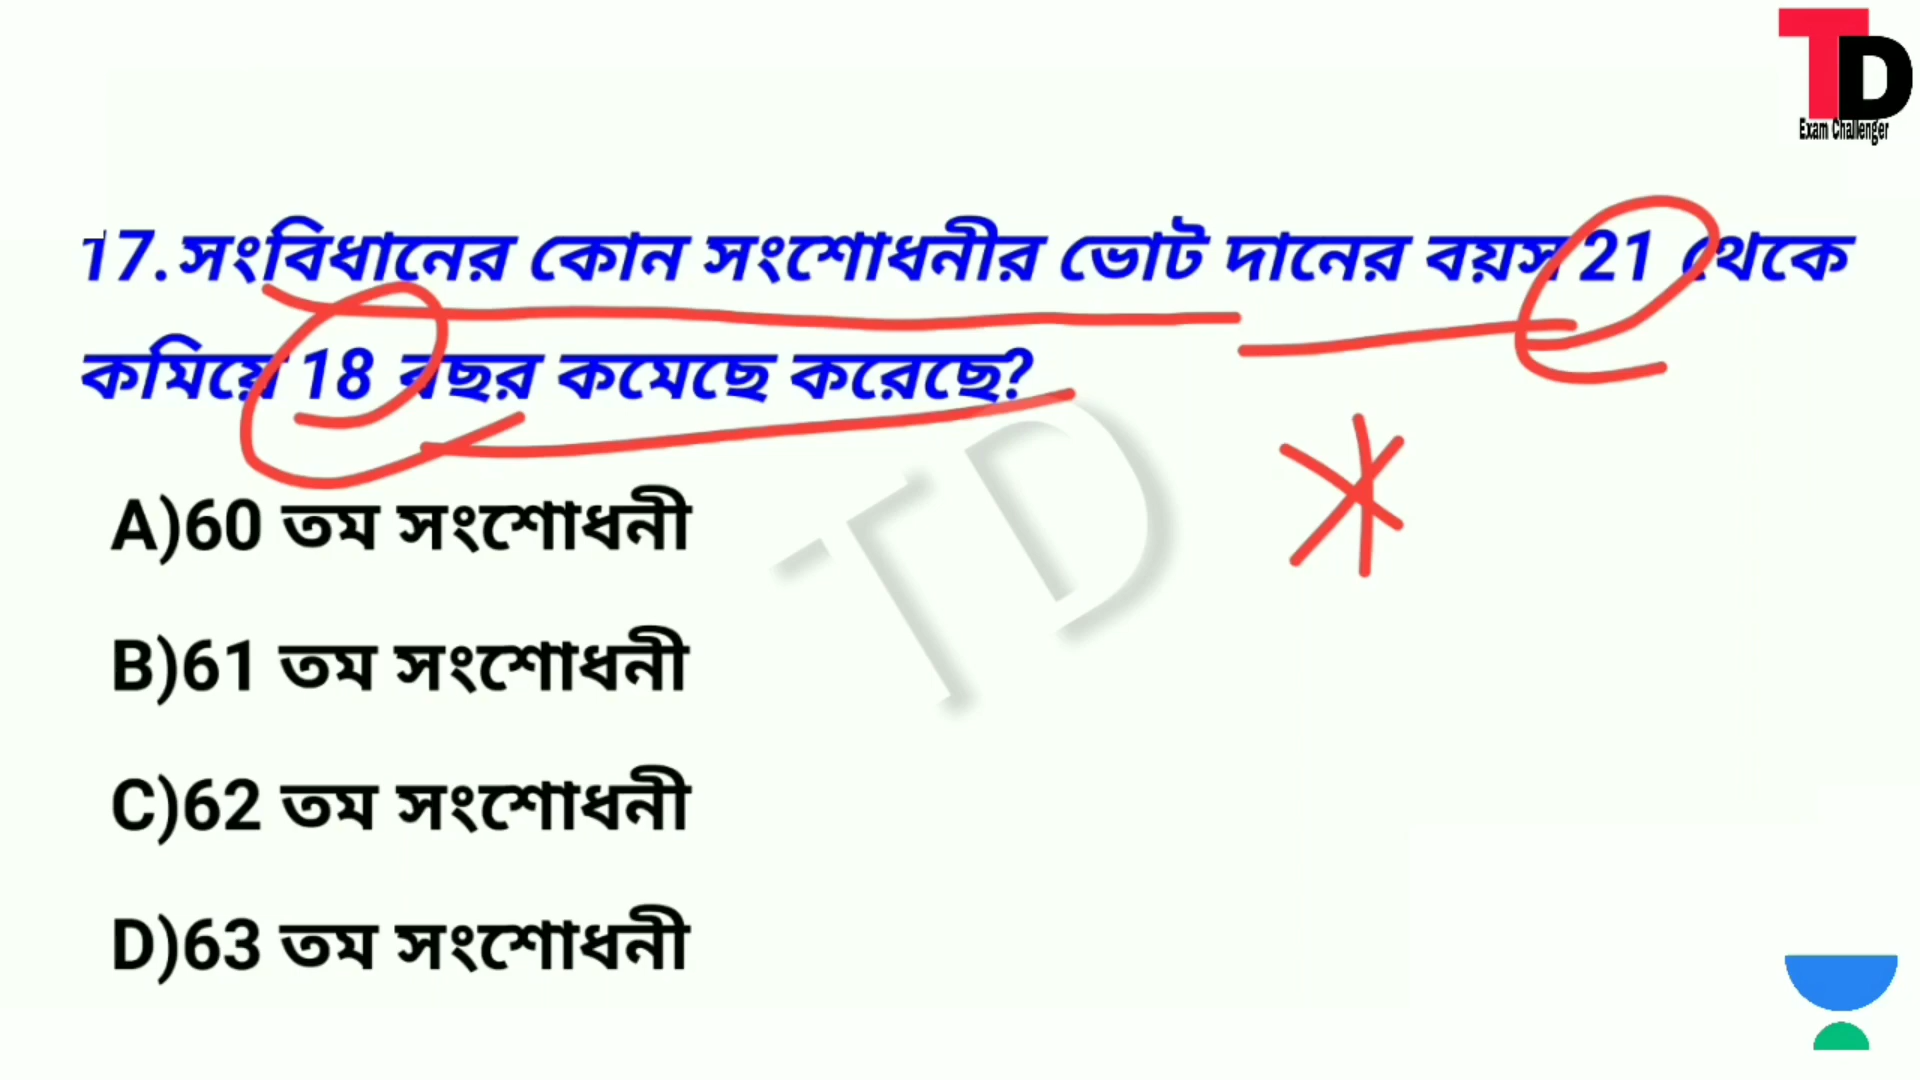 TD
Exam Challenger
17.সংবিধানের কোন সংশোধনীর ভোট দানের বয়স 21 থেকে
কমিয়ে 18 বছর কমেছে করেছে?
TD
A)60 তম সংশোধনী
B)61 তম সংশোধনী
C)62 তম সংশোধনী
D)63 তম সংশোধনী